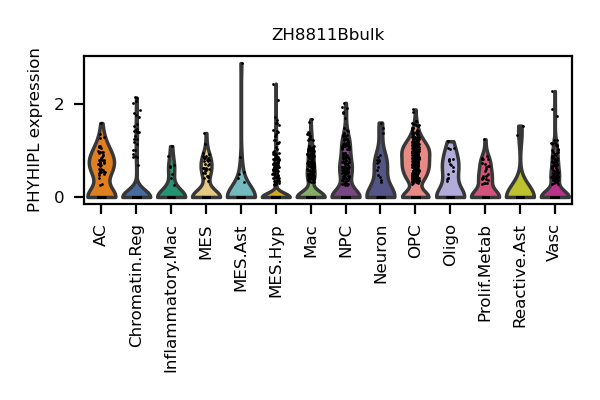 ZH8811Bbulk
PHYHIPL expression
2
0
AC
Chromatin.Reg
Inflammatory.Mac
MES
MES.Ast
MES.Hyp
Mac
NPC
Neuron
OPC
Oligo
Prolif.Metab
Reactive.Ast
Vasc